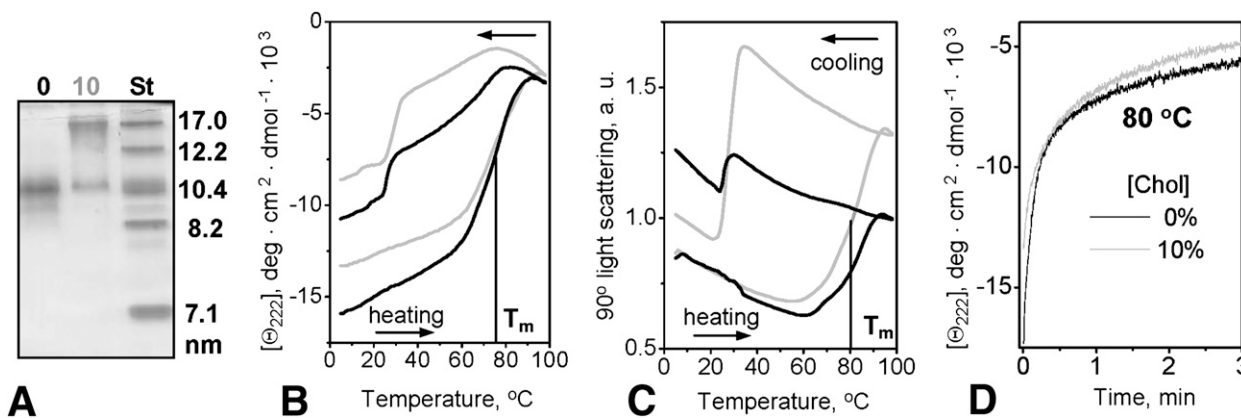 0 10 St
17.0
12.2
10.4
8.2
7.1
nm
A
[Θ222], deg · cm2 · dmol-1 · 103
0
-5
-10
-15
heating
Tm
0 20 40 60 80 100
Temperature, oC
B
90º light scattering, a. u.
1.5
1.0
0.5
cooling
heating
Tm
0 20 40 60 80 100
Temperature, oC
C
[Θ222], deg · cm2 · dmol-1 · 103
-5
-10
-15
80 oC
[Chol]
0%
10%
0 1 2 3
Time, min
D